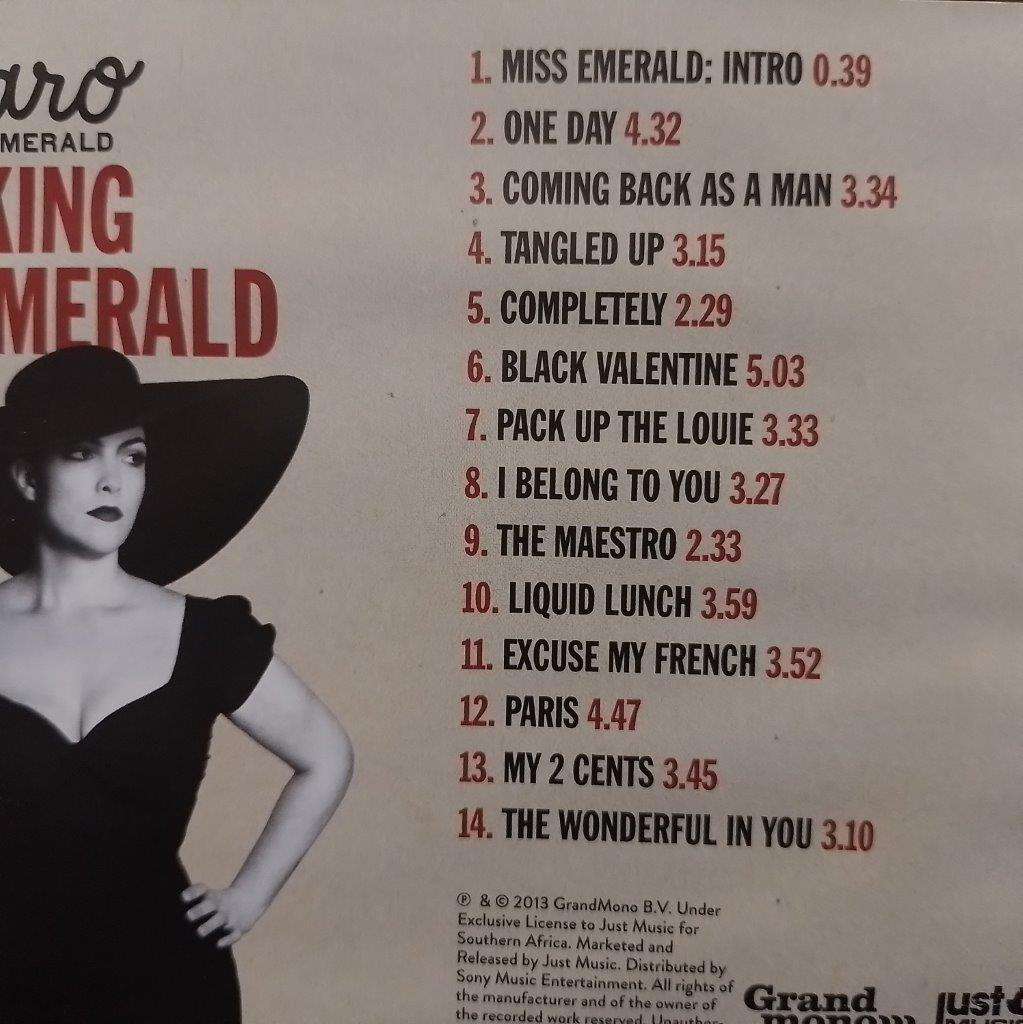 aro
MERALD
KING
MERALD
1. MISS EMERALD: INTRO 0.39
2. ONE DAY 4.32
3. COMING BACK AS A MAN 3.34
4. TANGLED UP 3.15
5. COMPLETELY 2.29
6. BLACK VALENTINE 5.03
7. PACK UP THE LOUIE 3.33
8. I BELONG TO YOU 3.27
9. THE MAESTRO 2.33
10. LIQUID LUNCH 3.59
11. EXCUSE MY FRENCH 3.52
12. PARIS 4.47
13. MY 2 CENTS 3.45
14. THE WONDERFUL IN YOU 3.10
℗ & © 2013 GrandMono B.V. Under
Exclusive License to Just Music for
Southern Africa. Marketed and
Released by Just Music. Distributed by
Sony Music Entertainment. All rights of
the manufacturer and of the owner of
the recorded work reserved. Unauthor-
Grand
mono
just
MUSIC